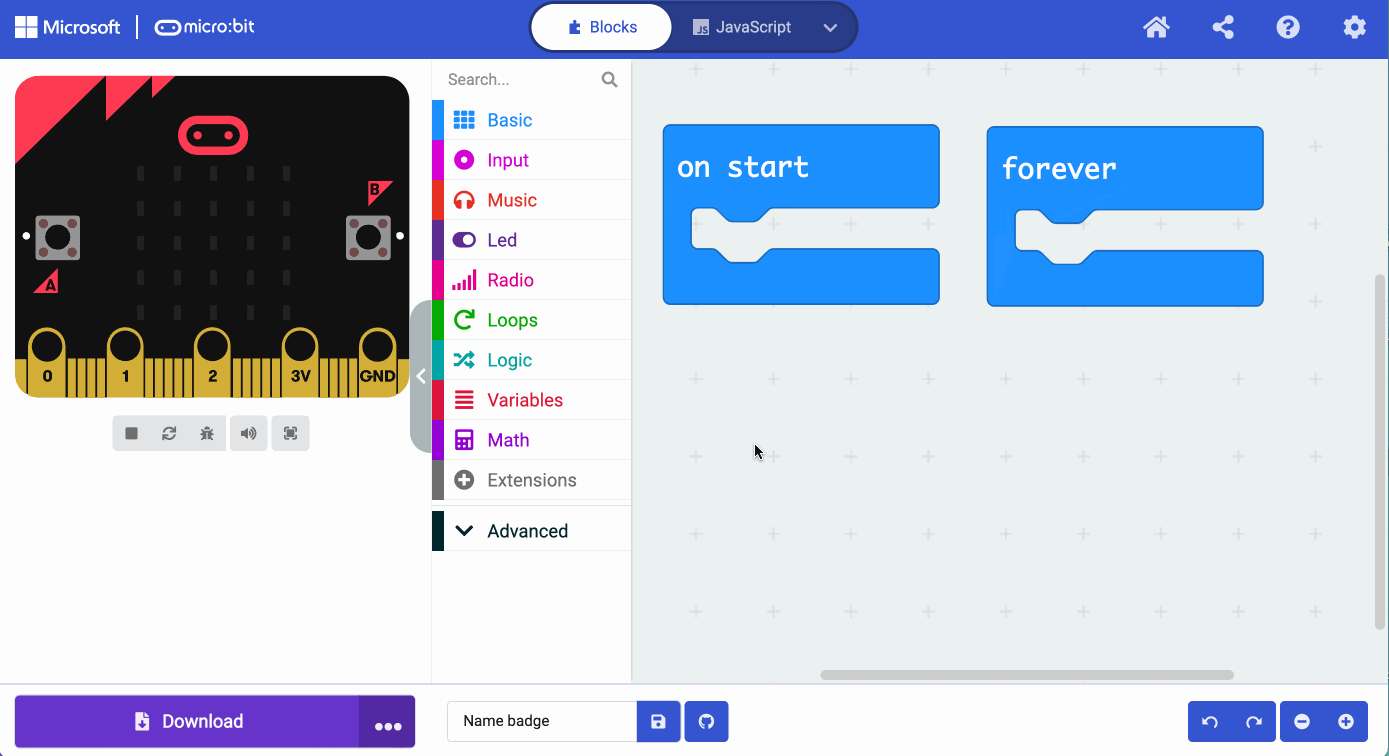 Microsoft
micro:bit
Blocks
JS JavaScript
Search...
Basic
Input
Music
Led
Radio
Loops
Logic
Variables
Math
Extensions
Advanced
on start
forever
B
A
0 1 2 3V GND
Download
Name badge